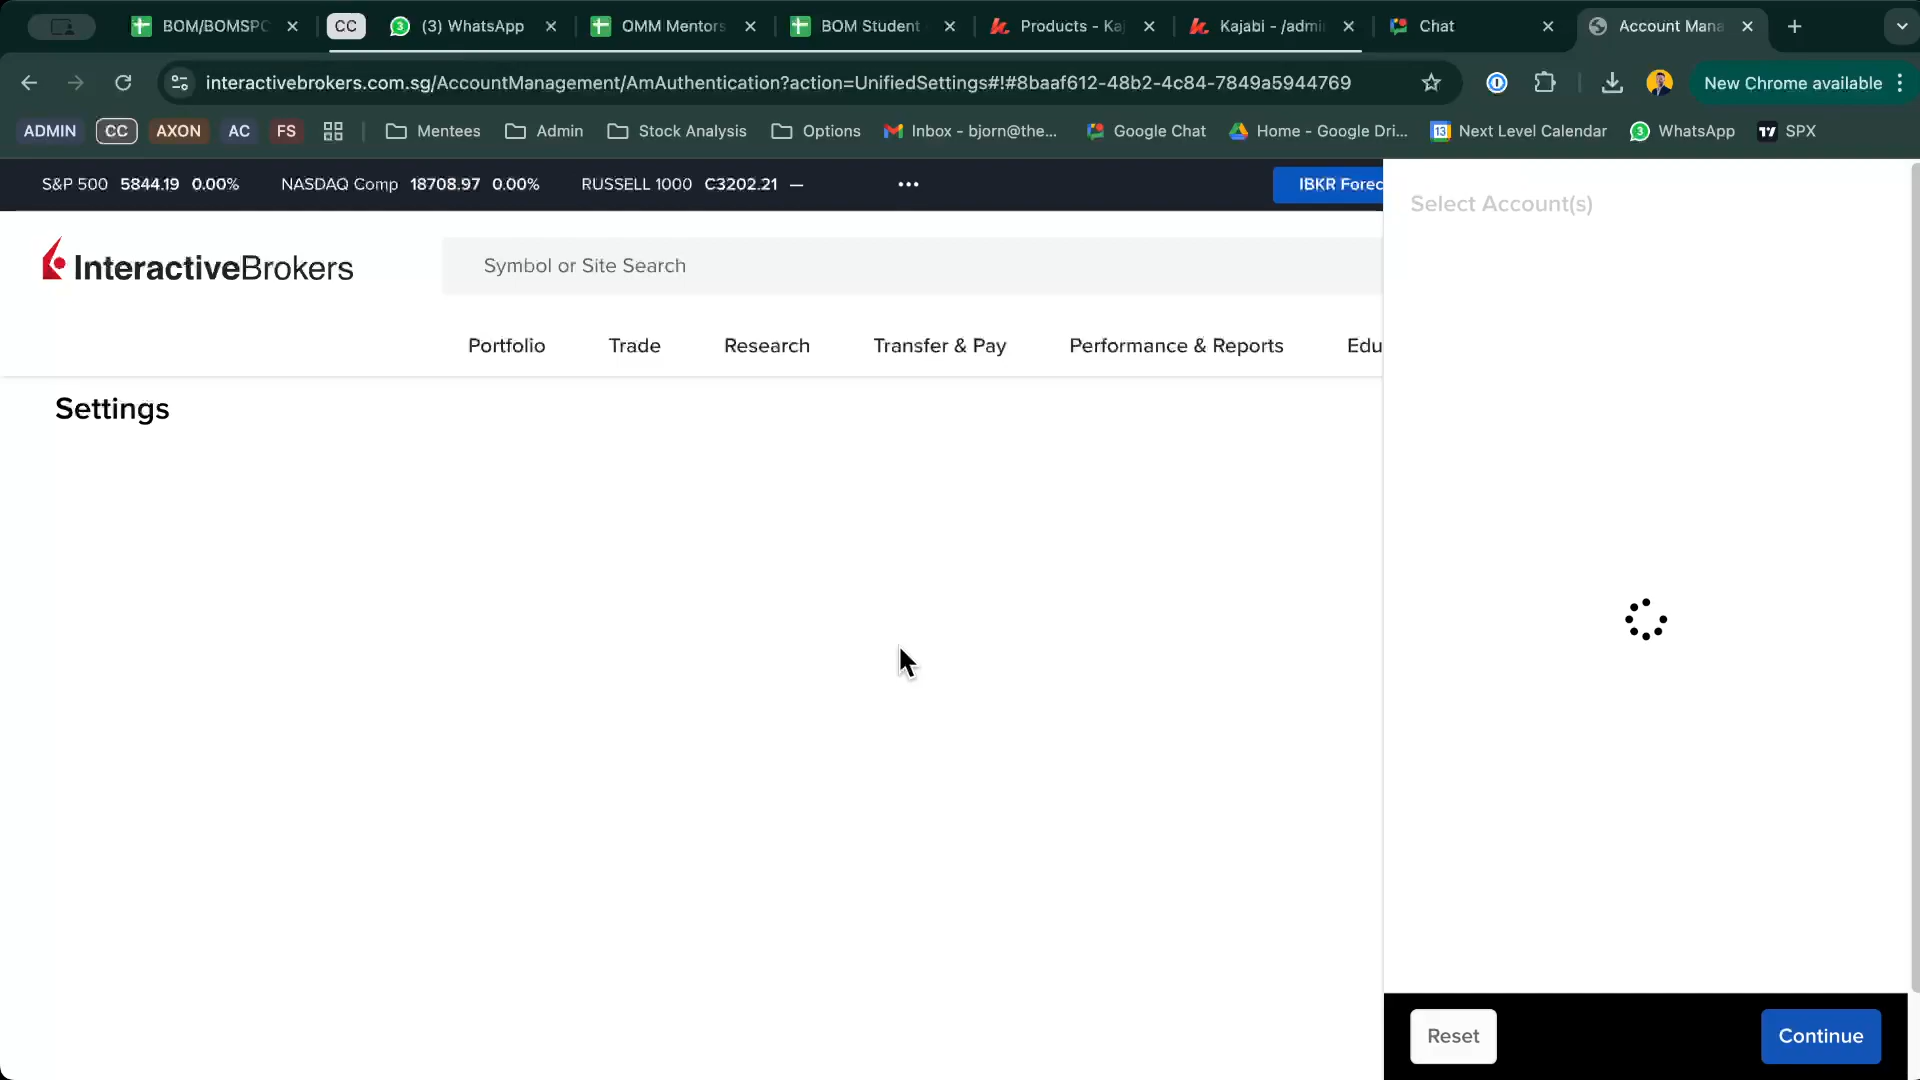 BOM/BOMSPC
CC
(3) WhatsApp
OMM Mentors
BOM Student
Products - Kaj
Kajabi - /admi
Chat
Account Mana
interactivebrokers.com.sg/AccountManagement/AmAuthentication?action=UnifiedSettings#!#8baaf612-48b2-4c84-7849a5944769
New Chrome available
ADMIN
CC
AXON
AC
FS
Mentees
Admin
Stock Analysis
Options
Inbox - bjorn@the...
Google Chat
Home - Google Dri...
13
Next Level Calendar
3
WhatsApp
SPX
S&P 500 5844.19 0.00%
NASDAQ Comp 18708.97 0.00%
RUSSELL 1000 C3202.21 —
•••
IBKR Forec
Select Account(s)
InteractiveBrokers
Symbol or Site Search
Portfolio
Trade
Research
Transfer & Pay
Performance & Reports
Edu
Settings
Reset
Continue